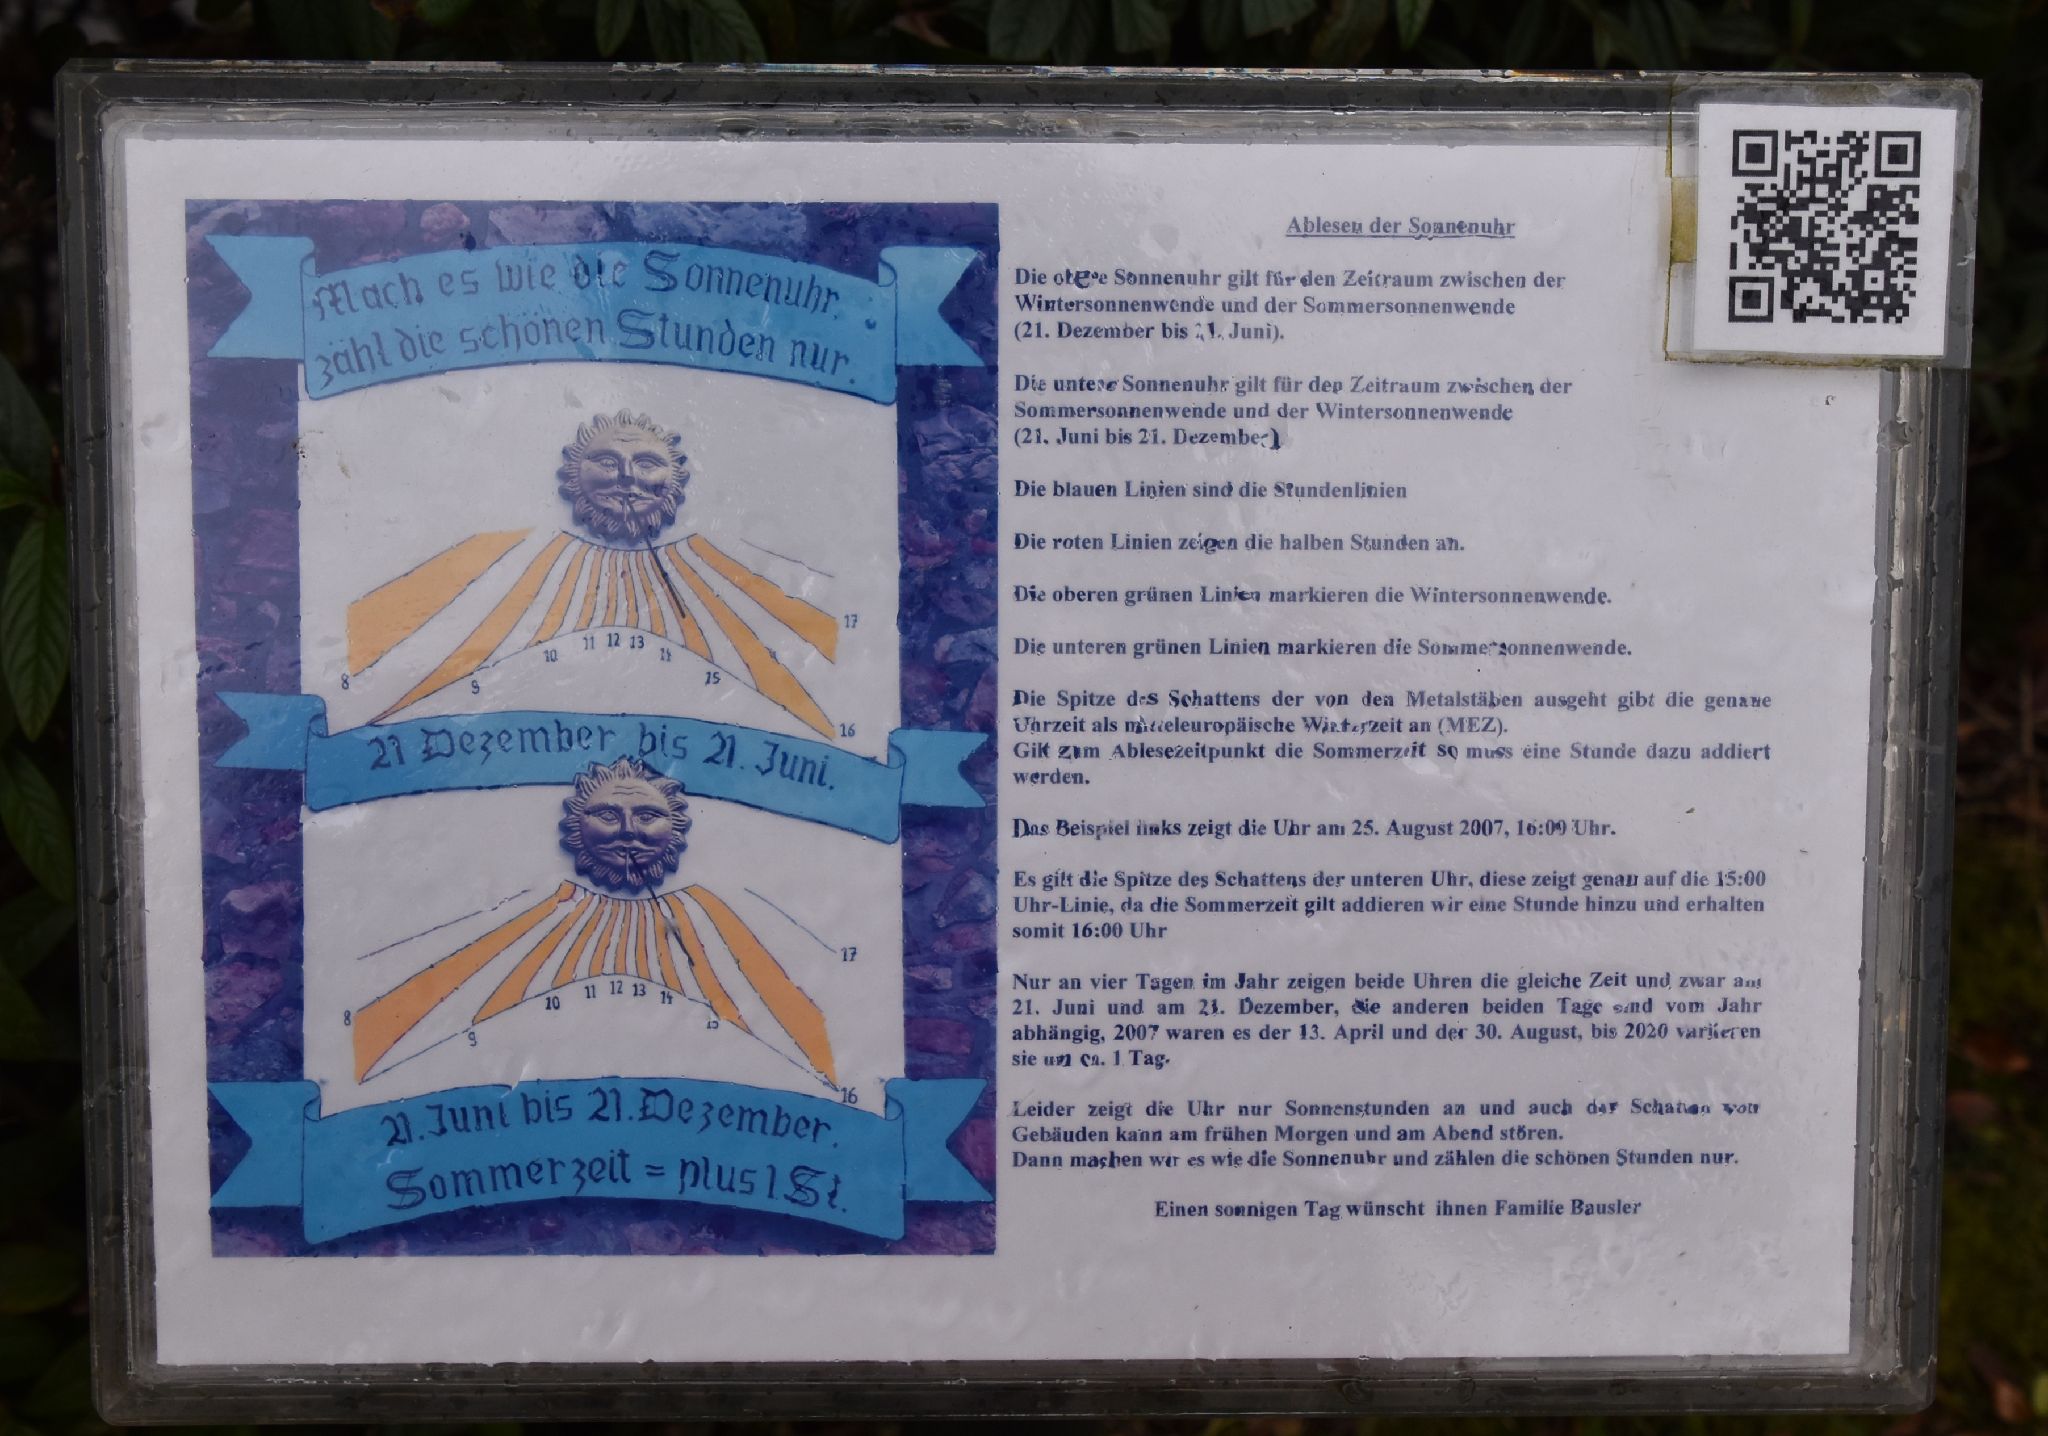 Mach es wie die Sonnenuhr,
zähl die schönen Stunden nur.
8 9 10 11 12 13 14 15 16 17
21 Dezember bis 21. Juni.
8 9 10 11 12 13 14 15 16 17
21. Juni bis 21. Dezember.
Sommerzeit = plus 1 St.
Ablesen der Sonnenuhr
Die obere Sonnenuhr gilt für den Zeitraum zwischen der
Wintersonnenwende und der Sommersonnenwende
(21. Dezember bis 21. Juni).
Die untere Sonnenuhr gilt für den Zeitraum zwischen der
Sommersonnenwende und der Wintersonnenwende
(21. Juni bis 21. Dezember)
Die blauen Linien sind die Stundenlinien
Die roten Linien zeigen die halben Stunden an.
Die oberen grünen Linien markieren die Wintersonnenwende.
Die unteren grünen Linien markieren die Sommersonnenwende.
Die Spitze des Schattens der von den Metalstäben ausgeht gibt die genaue
Uhrzeit als mitteleuropäische Winterzeit an (MEZ).
Gilt zum Ablesezeitpunkt die Sommerzeit so muss eine Stunde dazu addiert
werden.
Das Beispiel links zeigt die Uhr am 25. August 2007, 16:00 Uhr.
Es gilt die Spitze des Schattens der unteren Uhr, diese zeigt genau auf die 15:00
Uhr-Linie, da die Sommerzeit gilt addieren wir eine Stunde hinzu und erhalten
somit 16:00 Uhr
Nur an vier Tagen im Jahr zeigen beide Uhren die gleiche Zeit und zwar am
21. Juni und am 21. Dezember, die anderen beiden Tage sind vom Jahr
abhängig, 2007 waren es der 13. April und der 30. August, bis 2020 variieren
sie um ca. 1 Tag.
Leider zeigt die Uhr nur Sonnenstunden an und auch der Schatten von
Gebäuden kann am frühen Morgen und am Abend stören.
Dann machen wir es wie die Sonnenuhr und zählen die schönen Stunden nur.
Einen sonnigen Tag wünscht ihnen Familie Bausler